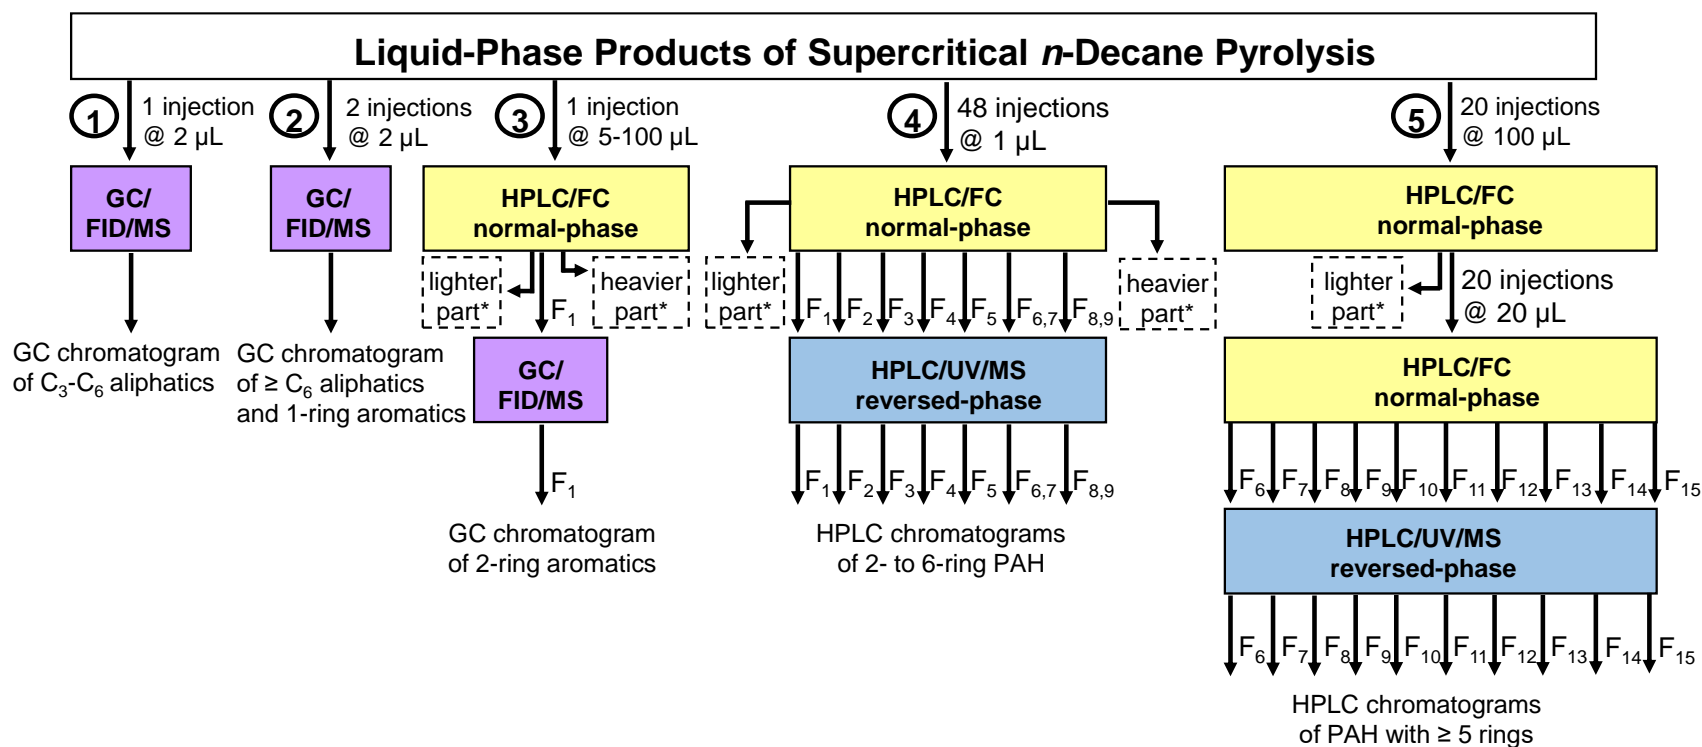 Liquid-Phase Products of Supercritical n-Decane Pyrolysis
1
1 injection
@ 2 µL
2
2 injections
@ 2 µL
3
1 injection
@ 5-100 µL
4
48 injections
@ 1 µL
5
20 injections
@ 100 µL
GC/
FID/MS
GC/
FID/MS
HPLC/FC
normal-phase
HPLC/FC
normal-phase
HPLC/FC
normal-phase
lighter
part*
F1
heavier
part*
lighter
part*
F1 F2 F3 F4 F5 F6,7 F8,9
heavier
part*
lighter
part*
20 injections
@ 20 µL
GC chromatogram
of C3-C6 aliphatics
GC chromatogram
of ≥ C6 aliphatics
and 1-ring aromatics
GC/
FID/MS
HPLC/UV/MS
reversed-phase
HPLC/FC
normal-phase
F1
F1 F2 F3 F4 F5 F6,7 F8,9
F6 F7 F8 F9 F10 F11 F12 F13 F14 F15
GC chromatogram
of 2-ring aromatics
HPLC chromatograms
of 2- to 6-ring PAH
HPLC/UV/MS
reversed-phase
F6 F7 F8 F9 F10 F11 F12 F13 F14 F15
HPLC chromatograms
of PAH with ≥ 5 rings